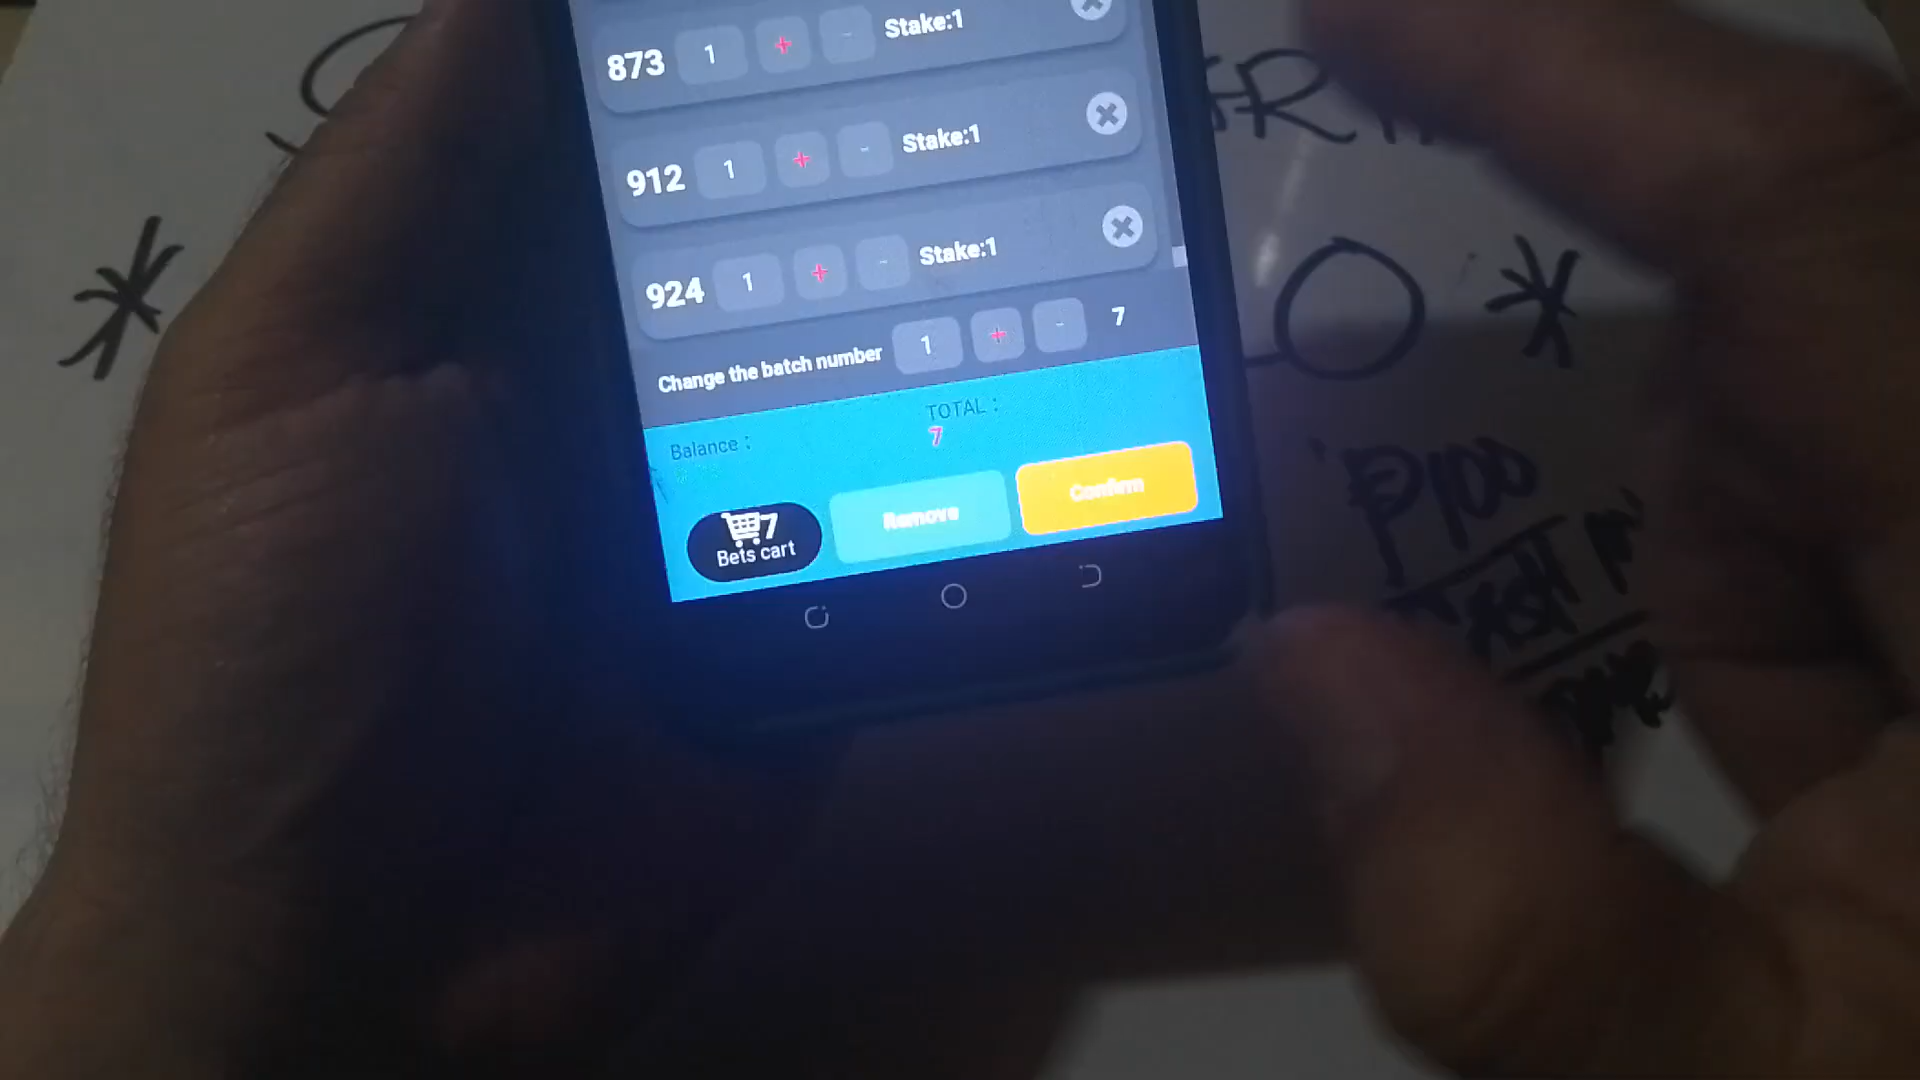 873 1 + - Stake:1
912 1 + - Stake:1
924 1 + - Stake:1
Change the batch number 1 + - 7
Balance :
TOTAL :
7
7
Bets cart
Remove
Confirm
₱100